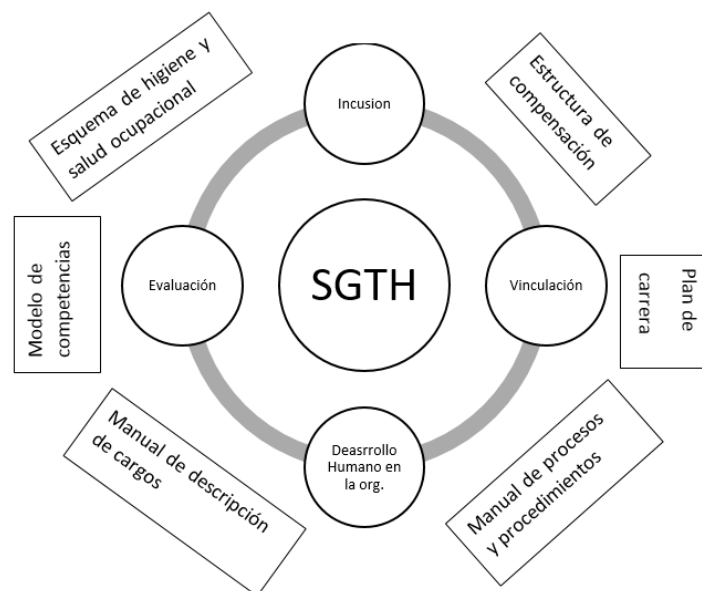 Esquema de higiene y
salud ocupacional
Incusion
Estructura de
compensación
Modelo de
competencias
Evaluación
SGTH
Vinculación
Plan de
carrera
Manual de descripción
de cargos
Deasrrollo
Humano en
la org.
Manual de procesos
y procedimientos